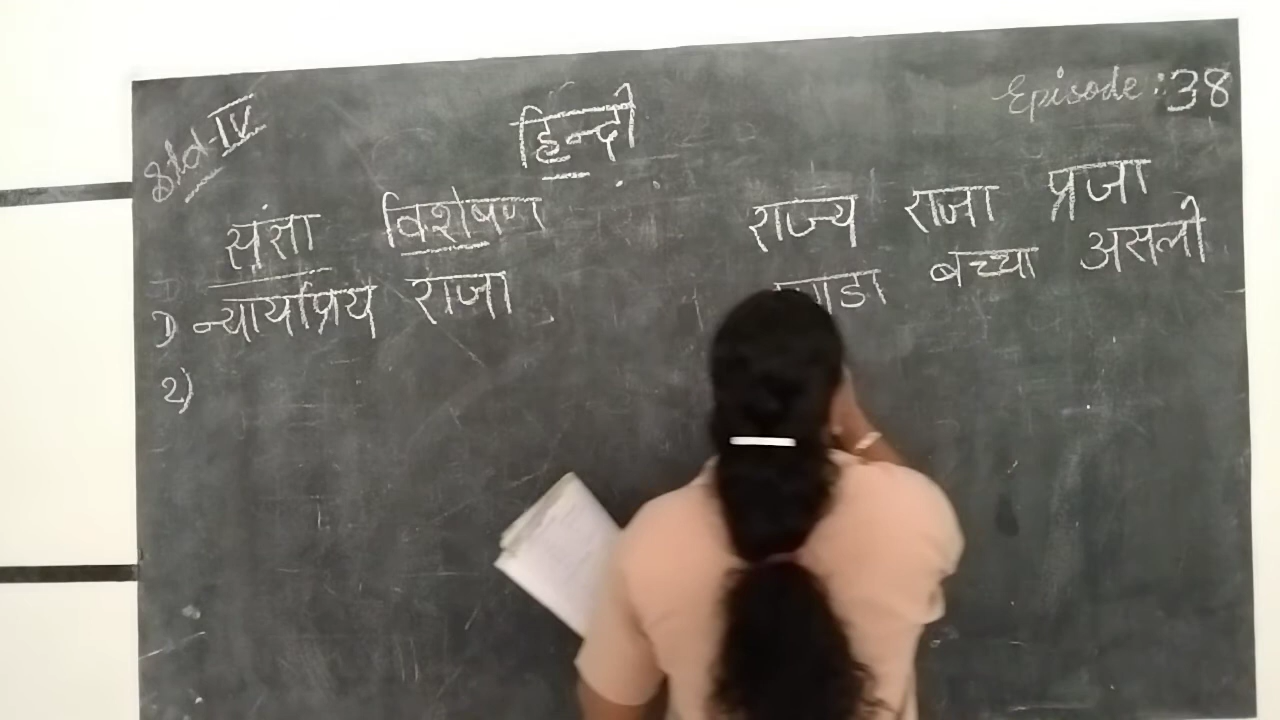 Std-IV
हिन्दी
Episode : 38
संज्ञा विशेषण
1) न्यायप्रिय राजा
2)
राज्य राजा प्रजा
बच्चा असली